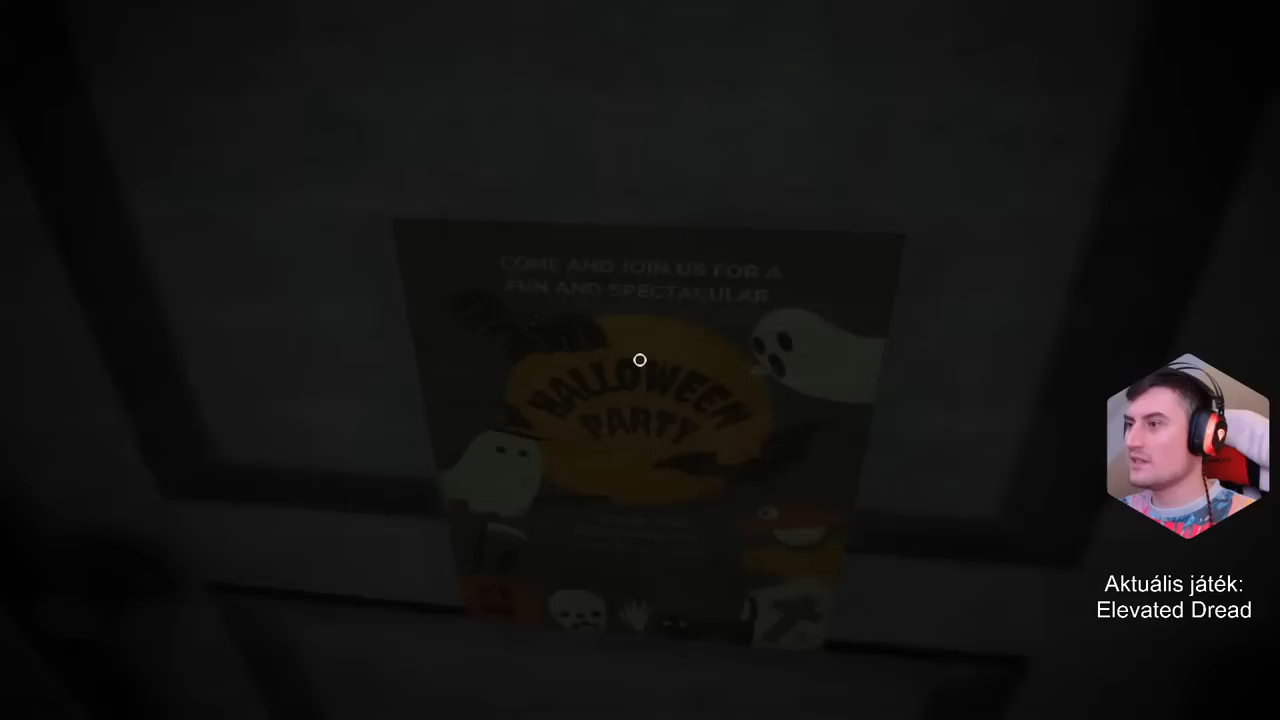 COME AND JOIN US FOR A
FUN AND SPECTACULAR
HALLOWEEN
PARTY
Aktuális játék:
Elevated Dread